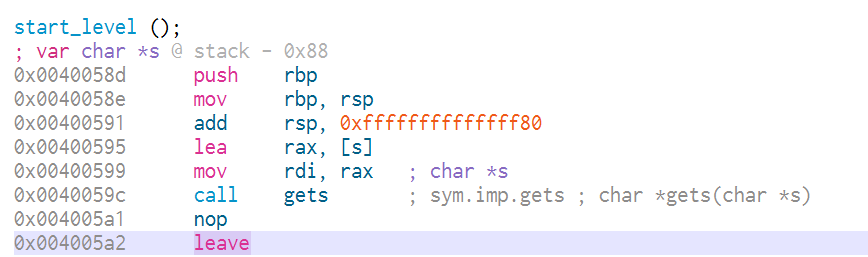 start_level ();
; var char *s @ stack - 0x88
0x0040058d      push    rbp
0x0040058e      mov     rbp, rsp
0x00400591      add     rsp, 0xffffffffffffff80
0x00400595      lea     rax, [s]
0x00400599      mov     rdi, rax   ; char *s
0x0040059c      call    gets       ; sym.imp.gets ; char *gets(char *s)
0x004005a1      nop
0x004005a2      leave